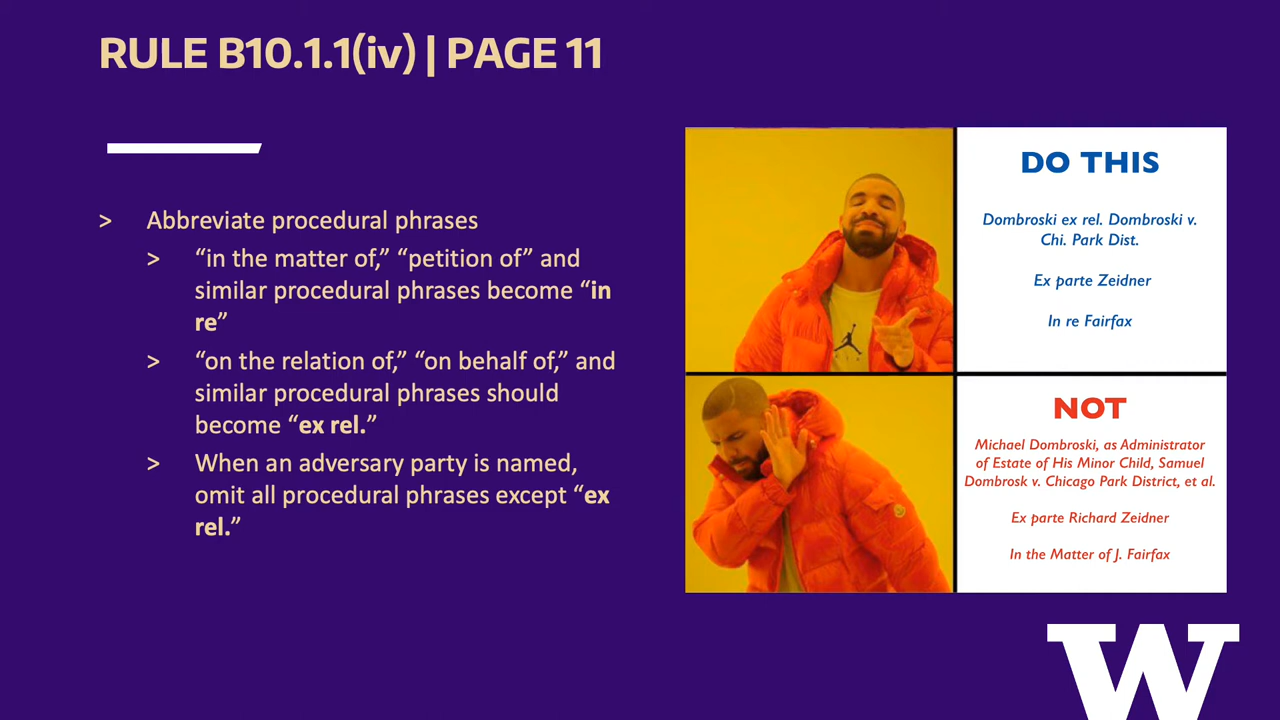 RULE B10.1.1(iv) | PAGE 11
> Abbreviate procedural phrases
> “in the matter of,” “petition of” and
similar procedural phrases become “in
re”
> “on the relation of,” “on behalf of,” and
similar procedural phrases should
become “ex rel.”
> When an adversary party is named,
omit all procedural phrases except “ex
rel.”
DO THIS
Dombroski ex rel. Dombroski v.
Chi. Park Dist.
Ex parte Zeidner
In re Fairfax
NOT
Michael Dombroski, as Administrator
of Estate of His Minor Child, Samuel
Dombrosk v. Chicago Park District, et al.
Ex parte Richard Zeidner
In the Matter of J. Fairfax
W